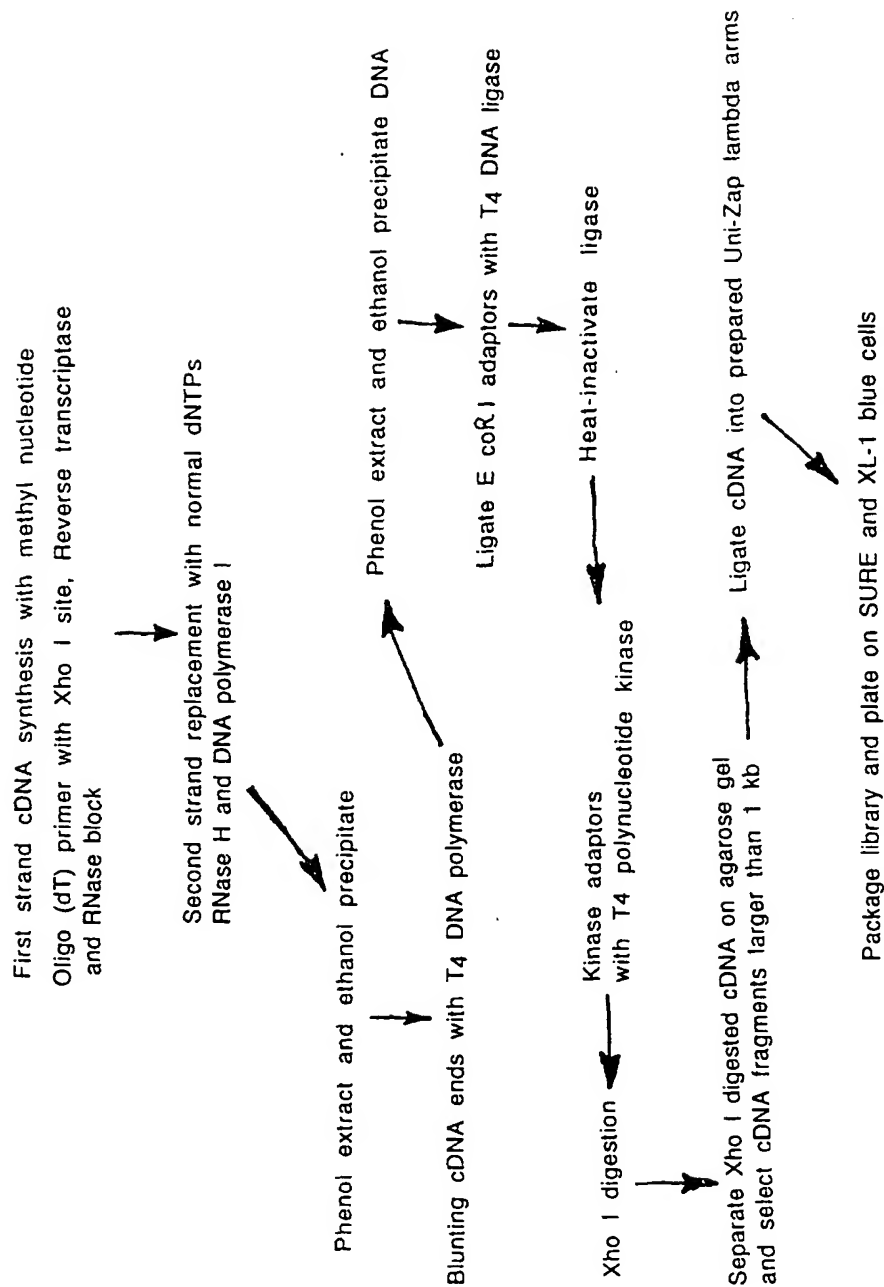 First strand cDNA synthesis with methyl nucleotide
Oligo (dT) primer with Xho I site, Reverse transcriptase
and RNase block
Second strand replacement with normal dNTPs
RNase H and DNA polymerase I
Phenol extract and ethanol precipitate
Blunting cDNA ends with T4 DNA polymerase
Phenol extract and ethanol precipitate DNA
Ligate E coR I adaptors with T4 DNA ligase
Heat-inactivate ligase
Kinase adaptors
with T4 polynucleotide kinase
Xho I digestion
Separate Xho I digested cDNA on agarose gel
and select cDNA fragments larger than 1 kb
Ligate cDNA into prepared Uni-Zap lambda arms
Package library and plate on SURE and XL-1 blue cells